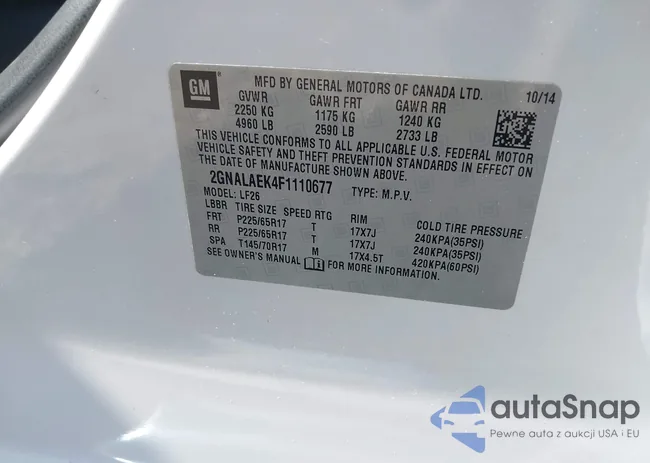 GM
MFD BY GENERAL MOTORS OF CANADA LTD. 10/14
GVWR GAWR FRT GAWR RR
2250 KG 1175 KG 1240 KG
4960 LB 2590 LB 2733 LB
THIS VEHICLE CONFORMS TO ALL APPLICABLE U.S. FEDERAL MOTOR
VEHICLE SAFETY AND THEFT PREVENTION STANDARDS IN EFFECT ON
THE DATE OF MANUFACTURE SHOWN ABOVE.
2GNALAEK4F1110677 TYPE: M.P.V.
MODEL: LF26
LBBR TIRE SIZE SPEED RTG RIM COLD TIRE PRESSURE
FRT P225/65R17 T 17X7J 240KPA(35PSI)
RR P225/65R17 T 17X7J 240KPA(35PSI)
SPA T145/70R17 M 17X4.5T 420KPA(60PSI)
SEE OWNER'S MANUAL FOR MORE INFORMATION.
autaSnap
Pewne auta z aukcji USA i EU